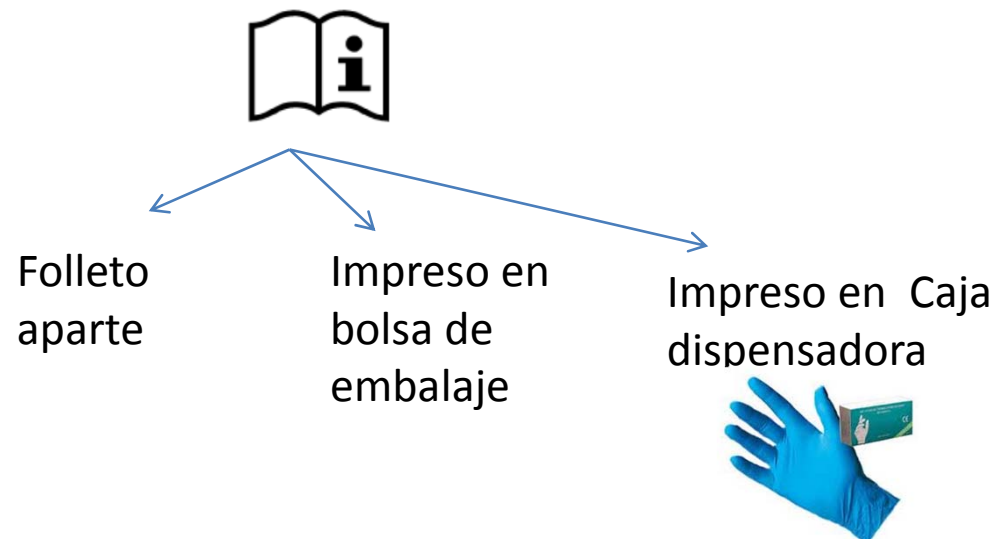 Folleto
aparte
Impreso en
bolsa de
embalaje
Impreso en Caja
dispensadora